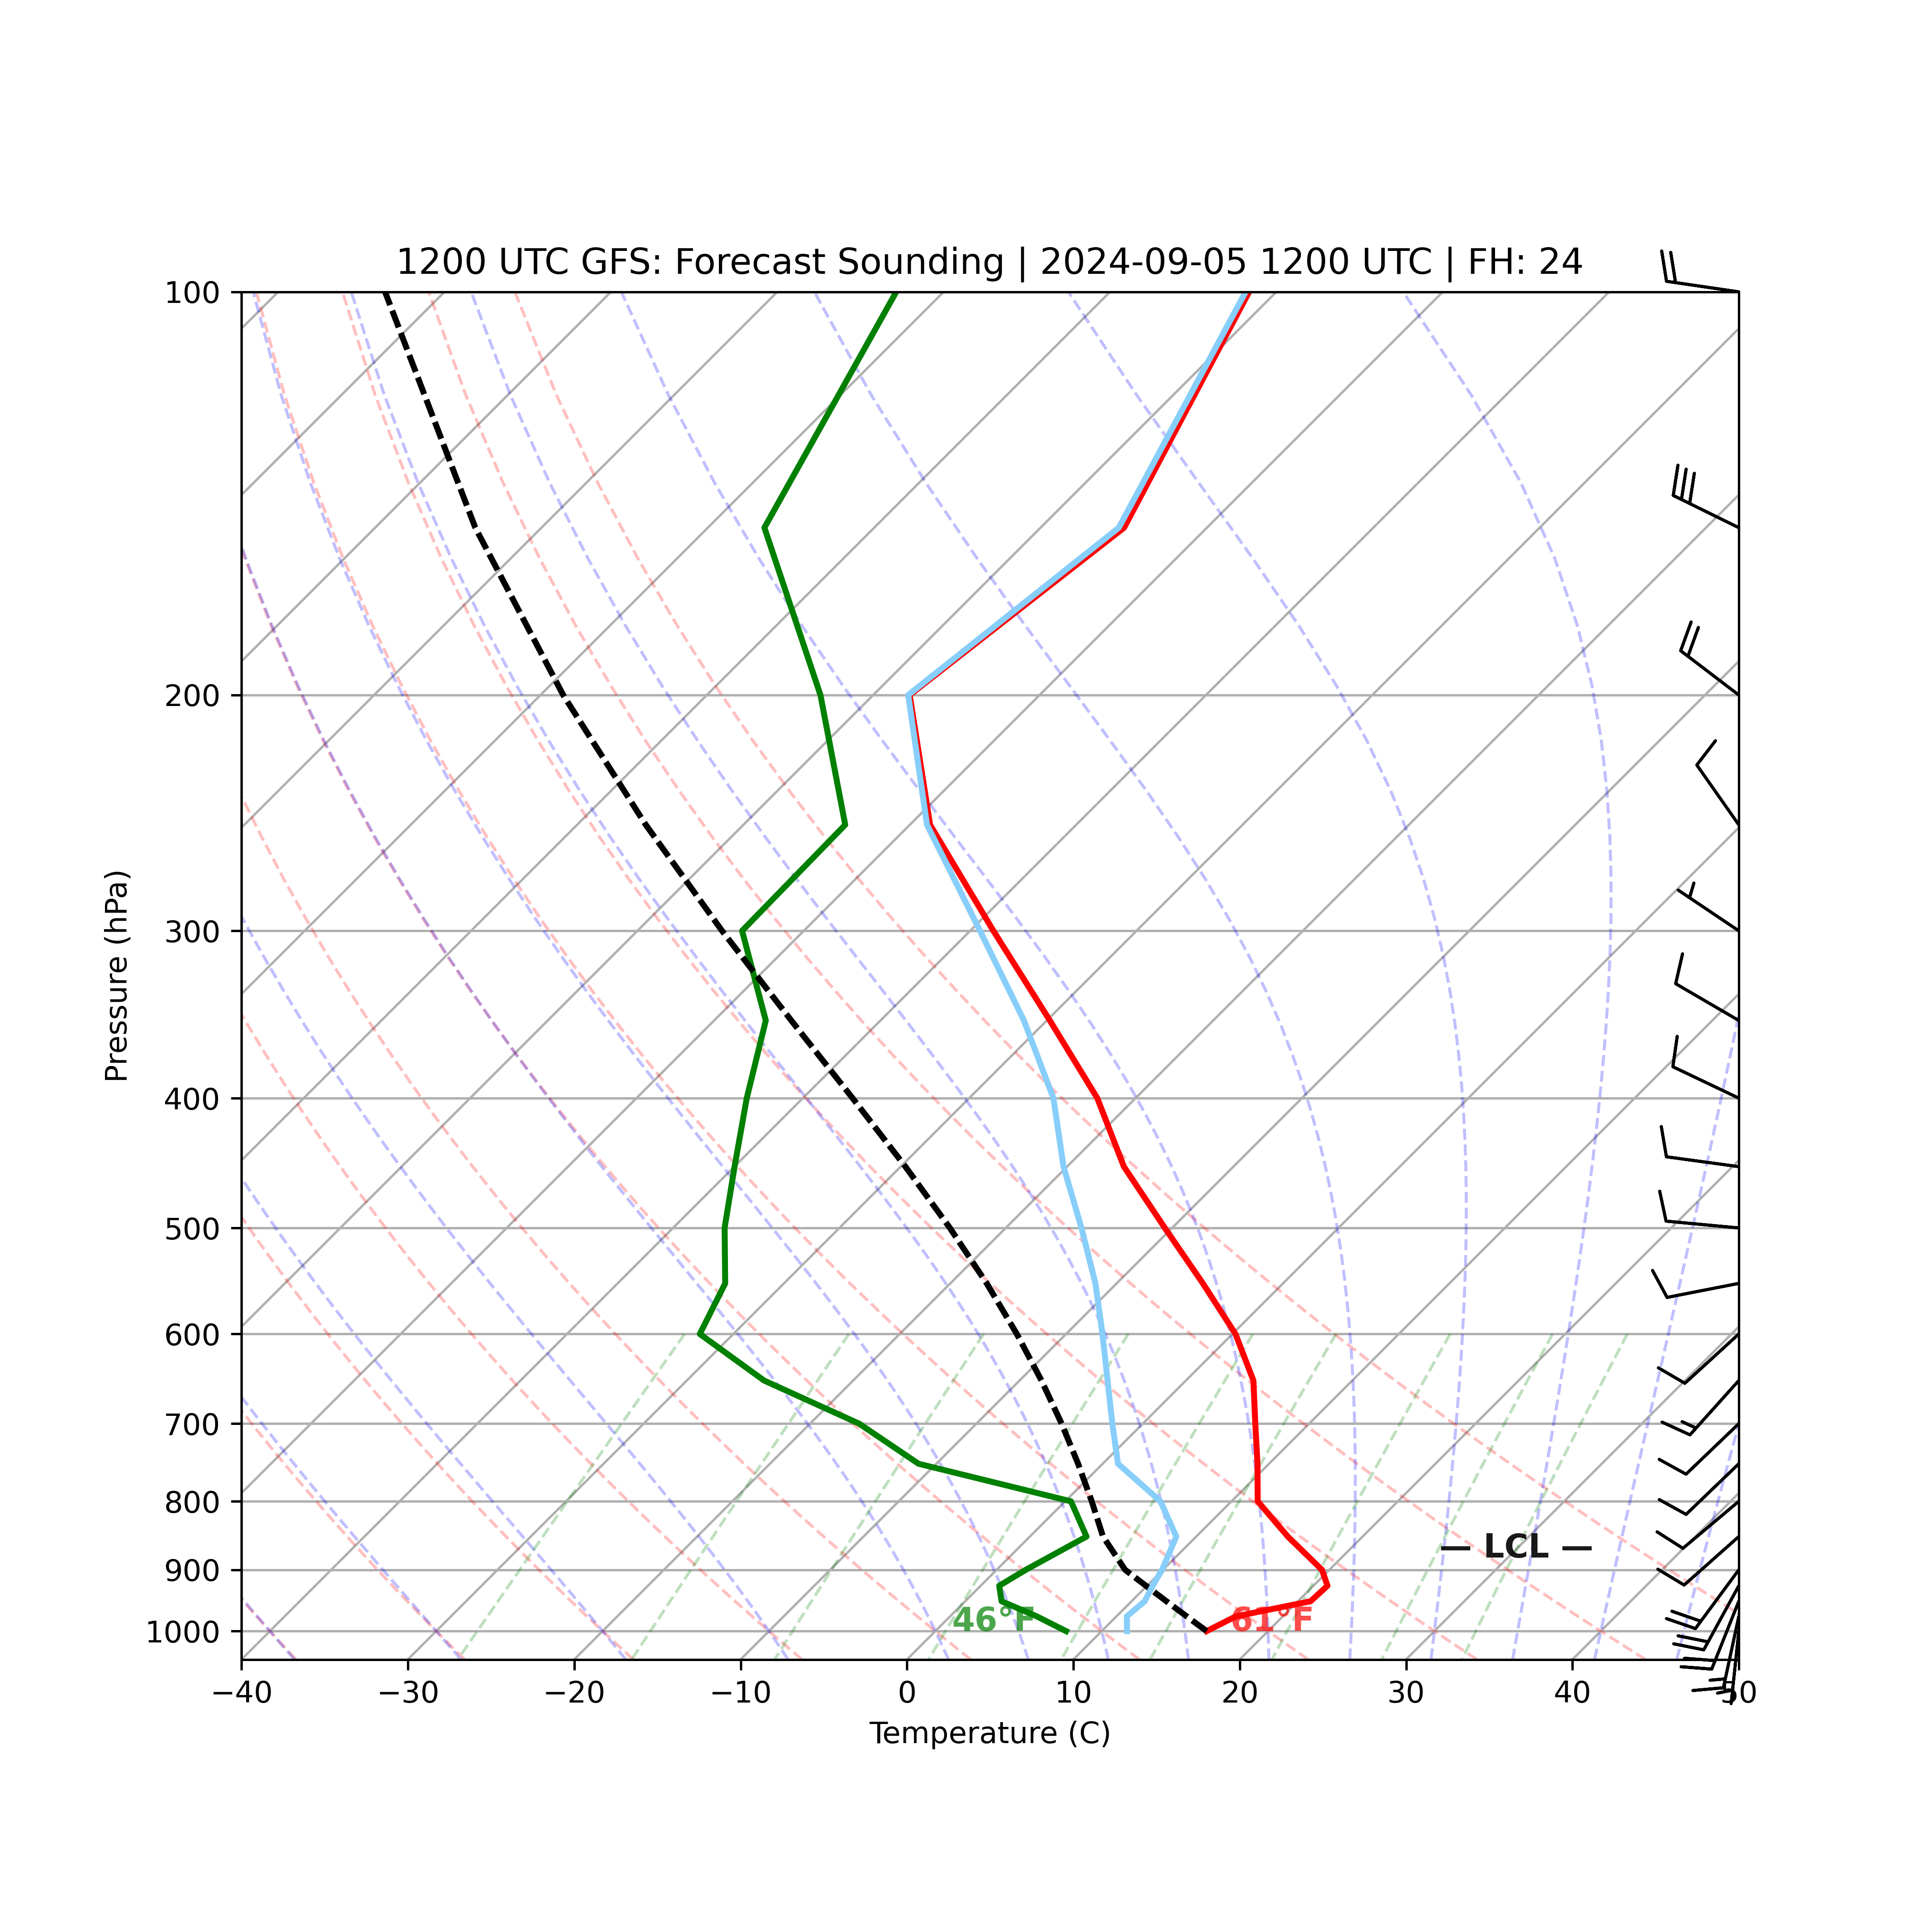 1200 UTC GFS: Forecast Sounding | 2024-09-05 1200 UTC | FH: 24
100
200
300
400
500
600
700
800
900
1000
Pressure (hPa)
— LCL —
46°F
61°F
−40 −30 −20 −10 0 10 20 30 40 50
Temperature (C)